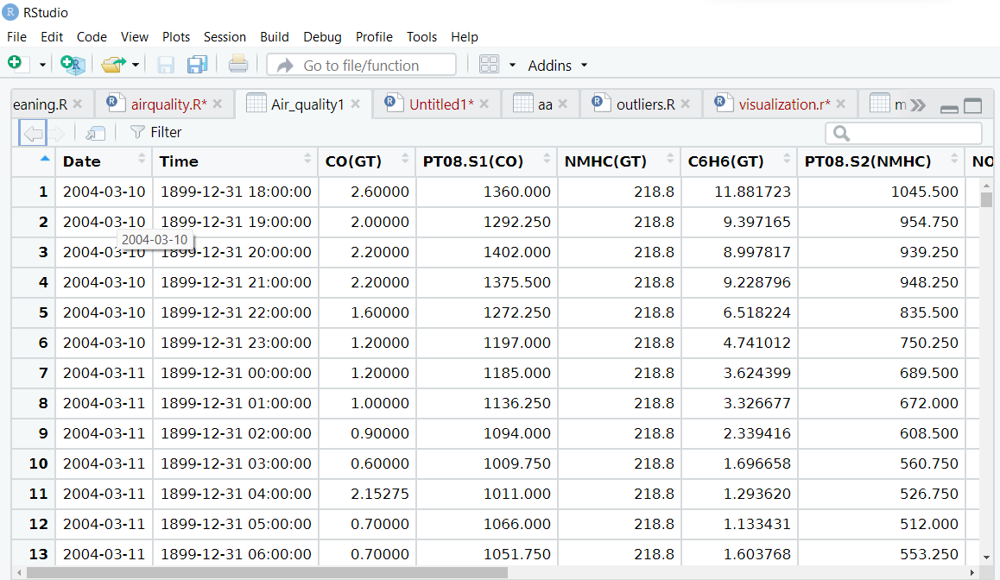 RStudio
File Edit Code View Plots Session Build Debug Profile Tools Help
Go to file/function Addins
eaning.R airquality.R* Air_quality1 Untitled1* aa outliers.R visualization.r* m
Filter
Date Time CO(GT) PT08.S1(CO) NMHC(GT) C6H6(GT) PT08.S2(NMHC) NO
1 2004-03-10 1899-12-31 18:00:00 2.60000 1360.000 218.8 11.881723 1045.500
2 2004-03-10 1899-12-31 19:00:00 2.00000 1292.250 218.8 9.397165 954.750
2004-03-10
3 2004-03-10 1899-12-31 20:00:00 2.20000 1402.000 218.8 8.997817 939.250
4 2004-03-10 1899-12-31 21:00:00 2.20000 1375.500 218.8 9.228796 948.250
5 2004-03-10 1899-12-31 22:00:00 1.60000 1272.250 218.8 6.518224 835.500
6 2004-03-10 1899-12-31 23:00:00 1.20000 1197.000 218.8 4.741012 750.250
7 2004-03-11 1899-12-31 00:00:00 1.20000 1185.000 218.8 3.624399 689.500
8 2004-03-11 1899-12-31 01:00:00 1.00000 1136.250 218.8 3.326677 672.000
9 2004-03-11 1899-12-31 02:00:00 0.90000 1094.000 218.8 2.339416 608.500
10 2004-03-11 1899-12-31 03:00:00 0.60000 1009.750 218.8 1.696658 560.750
11 2004-03-11 1899-12-31 04:00:00 2.15275 1011.000 218.8 1.293620 526.750
12 2004-03-11 1899-12-31 05:00:00 0.70000 1066.000 218.8 1.133431 512.000
13 2004-03-11 1899-12-31 06:00:00 0.70000 1051.750 218.8 1.603768 553.250